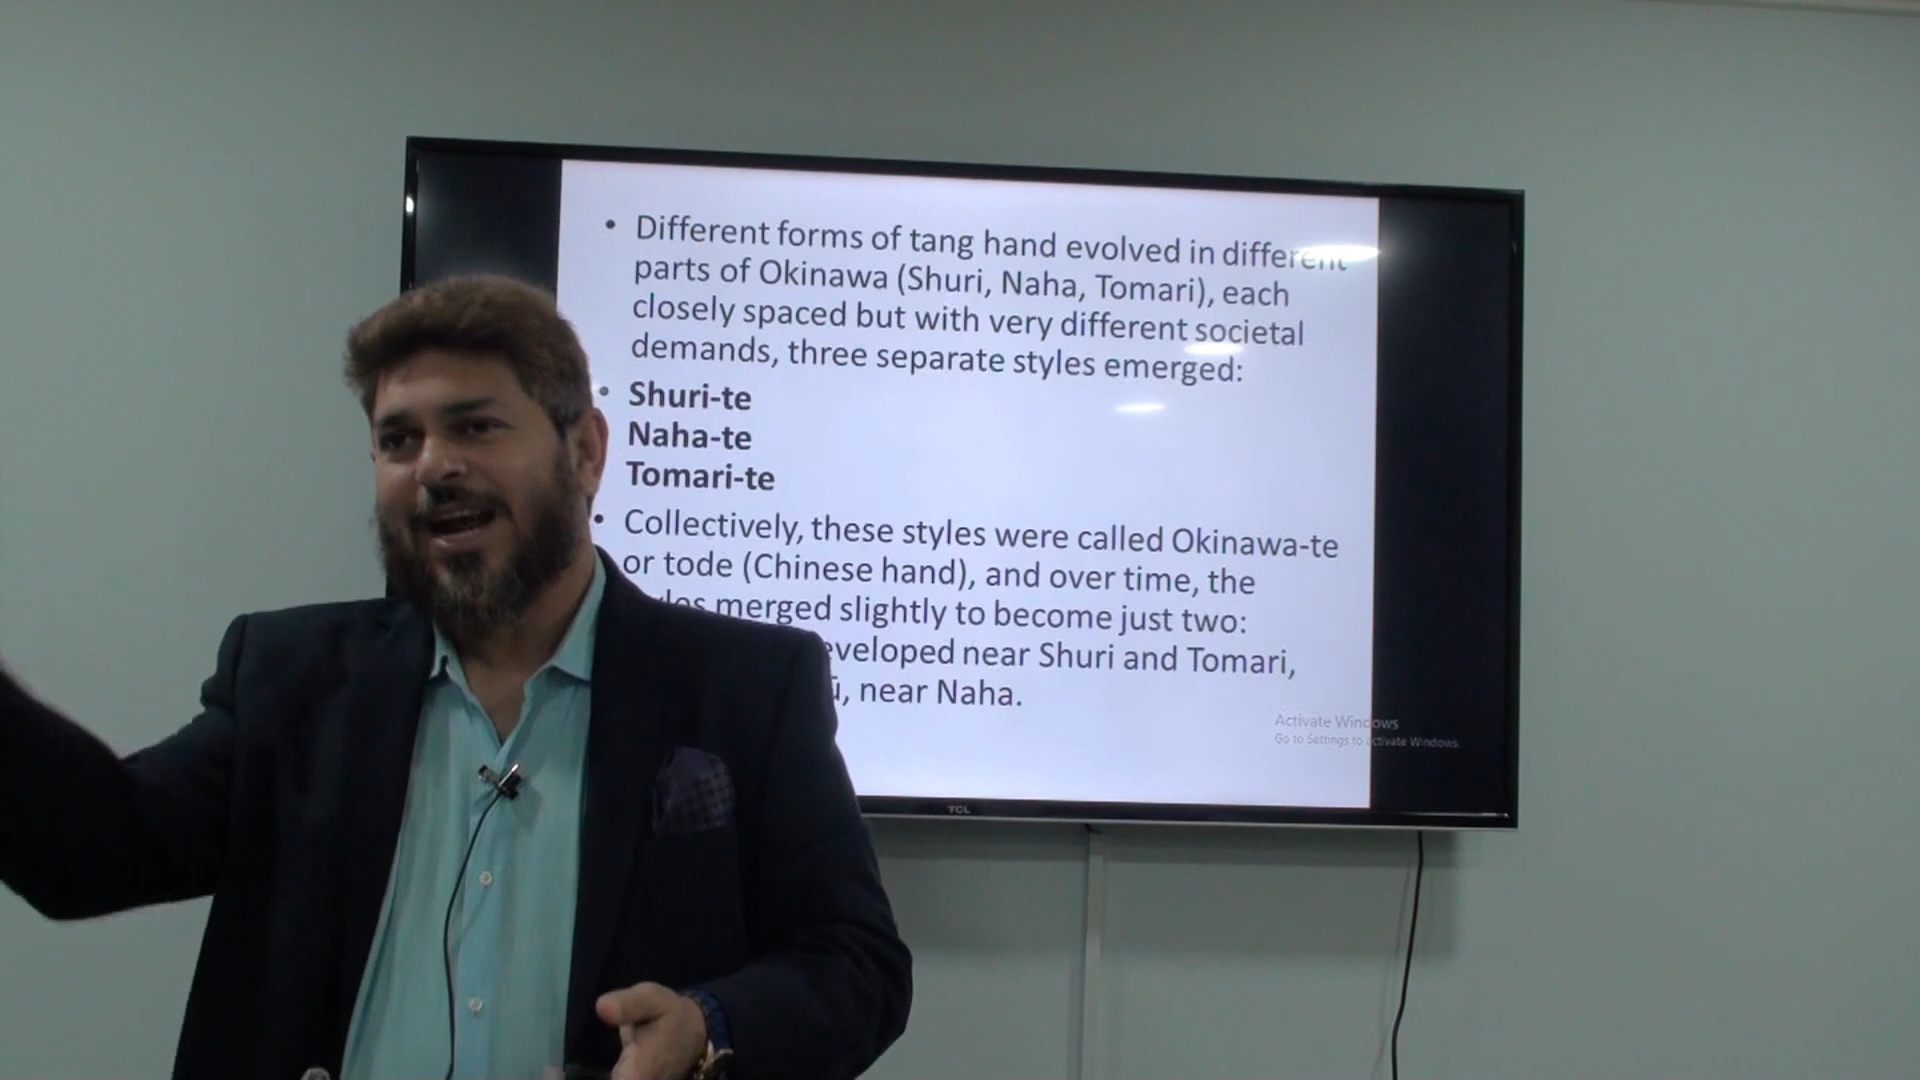 • Different forms of tang hand evolved in different
parts of Okinawa (Shuri, Naha, Tomari), each
closely spaced but with very different societal
demands, three separate styles emerged:
• Shuri-te
Naha-te
Tomari-te
• Collectively, these styles were called Okinawa-te
or tode (Chinese hand), and over time, the
merged slightly to become just two:
near Shuri and Tomari,
near Naha.
Activate Windows
Go to Settings to activate Windows.
TCL